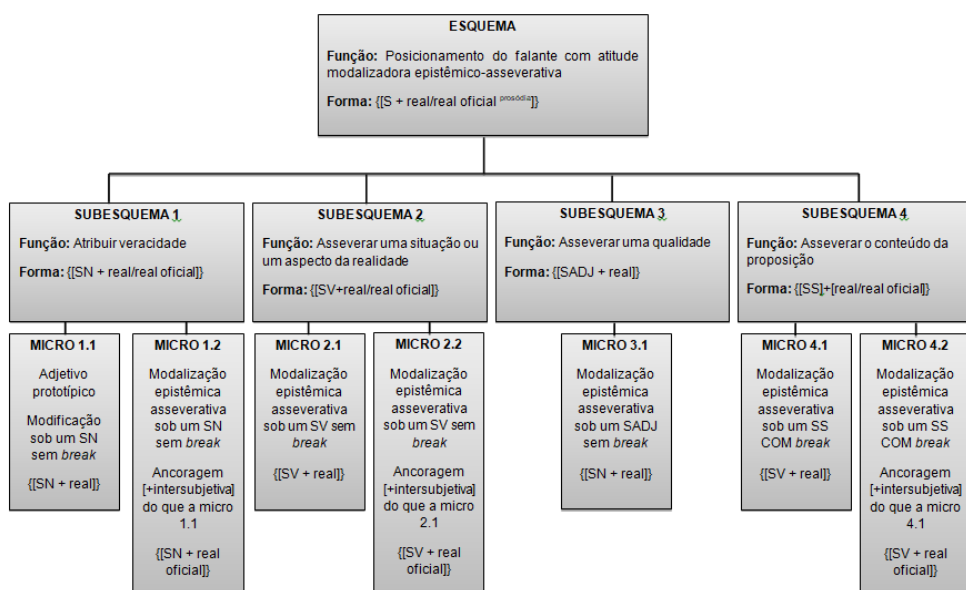 ESQUEMA
Função: Posicionamento do falante com atitude
modalizadora epistêmico-asseverativa
Forma: {[S + real/real oficial prosódia]}
SUBESQUEMA 1
Função: Atribuir veracidade
Forma: {[SN + real/real oficial]}
SUBESQUEMA 2
Função: Asseverar uma situação ou
um aspecto da realidade
Forma: {[SV+real/real oficial]}
SUBESQUEMA 3
Função: Asseverar uma qualidade
Forma: {[SADJ + real]}
SUBESQUEMA 4
Função: Asseverar o conteúdo da
proposição
Forma: {[SS]+[real/real oficial]}
MICRO 1.1
Adjetivo
prototípico
Modificação
sob um SN
sem break
{[SN + real]}
MICRO 1.2
Modalização
epistêmica
asseverativa
sob um SN
sem break
Ancoragem
[+intersubjetiva]
do que a micro
1.1
{[SN + real
oficial]}
MICRO 2.1
Modalização
epistêmica
asseverativa
sob um SV sem
break
{[SV + real]}
MICRO 2.2
Modalização
epistêmica
asseverativa
sob um SV sem
break
Ancoragem
[+intersubjetiva]
do que a micro
2.1
{[SV + real
oficial]}
MICRO 3.1
Modalização
epistêmica
asseverativa
sob um SADJ
sem break
{[SN + real]}
MICRO 4.1
Modalização
epistêmica
asseverativa
sob um SS
COM break
{[SV + real]}
MICRO 4.2
Modalização
epistêmica
asseverativa
sob um SS
COM break
Ancoragem
[+intersubjetiva]
do que a micro
4.1
{[SV + real
oficial]}